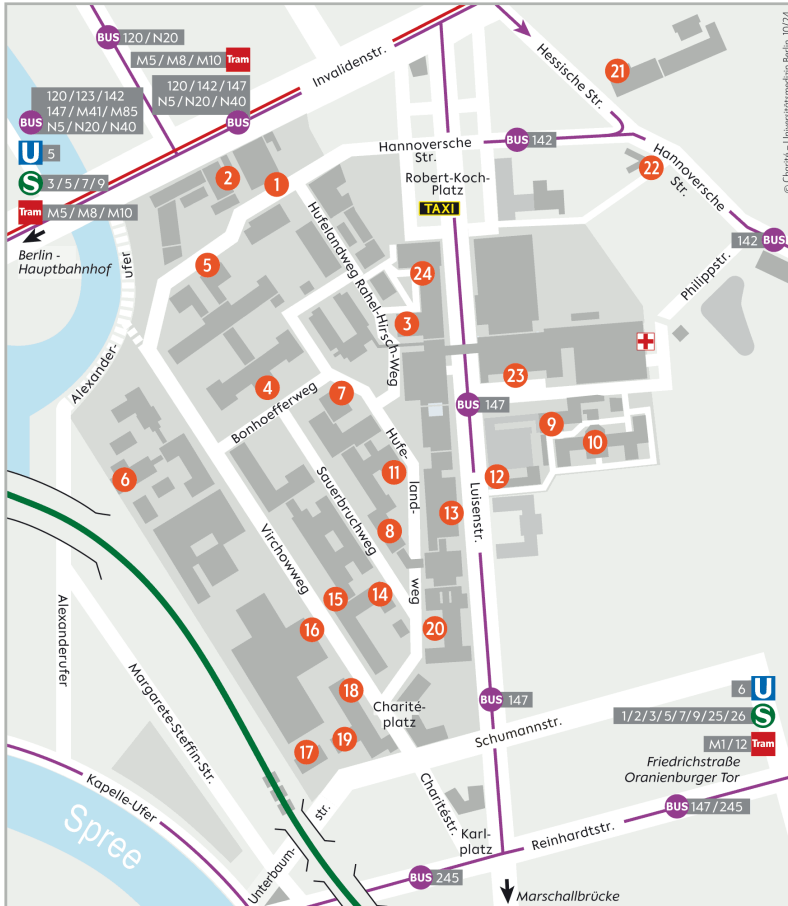 BUS 120/N20
M5/M8/M10 Tram
120/123/142
147/M41/M85
N5/N20/N40
BUS
120/142/147
N5/N20/N40
BUS
U 5
S 3/5/7/9
Tram M5/M8/M10
Berlin -
Hauptbahnhof
Invalidenstr.
Hessische Str.
21
© Charité – Universitätsmedizin Berlin, 10/24
Hannoversche
Str.
BUS 142
Hannoversche
Str.
22
Robert-Koch-
Platz
TAXI
2
1
Hufelandweg
142 BUS
Philippstr.
5
24
Rahel-Hirsch-Weg
3
Alexander-
ufer
23
4
7
Bonhoefferweg
BUS 147
9
10
Hufe-
land-
weg
11
6
12
Sauerbruchweg
13
Luisenstr.
8
Virchowweg
14
15
16
20
Alexanderufer
Margarete-Steffin-Str.
18
Charité-
platz
BUS 147
6 U
1/2/3/5/7/9/25/26 S
M1/12 Tram
Friedrichstraße
Oranienburger Tor
Schumannstr.
17
19
Kapelle-Ufer
Spree
Unterbaum-
str.
Charitéstr.
Karl-
platz
Reinhardtstr.
BUS 147/245
BUS 245
Marschallbrücke